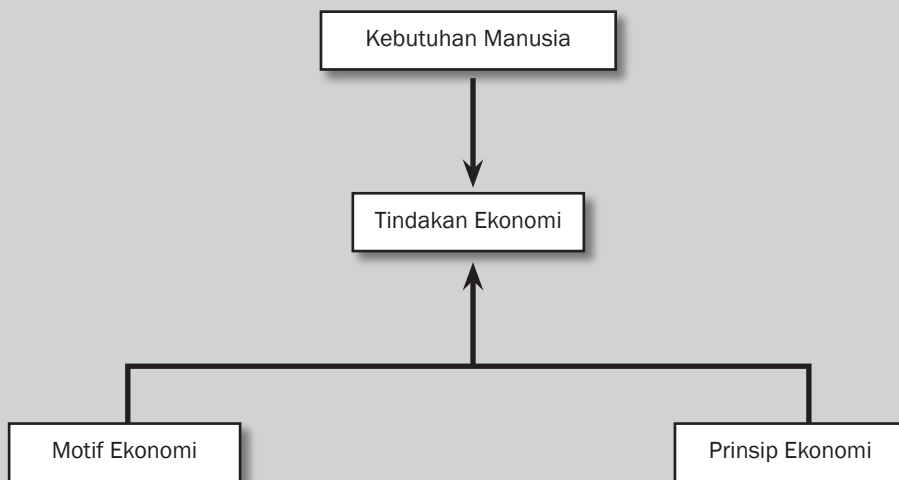 Kebutuhan Manusia
Tindakan Ekonomi
Motif Ekonomi
Prinsip Ekonomi